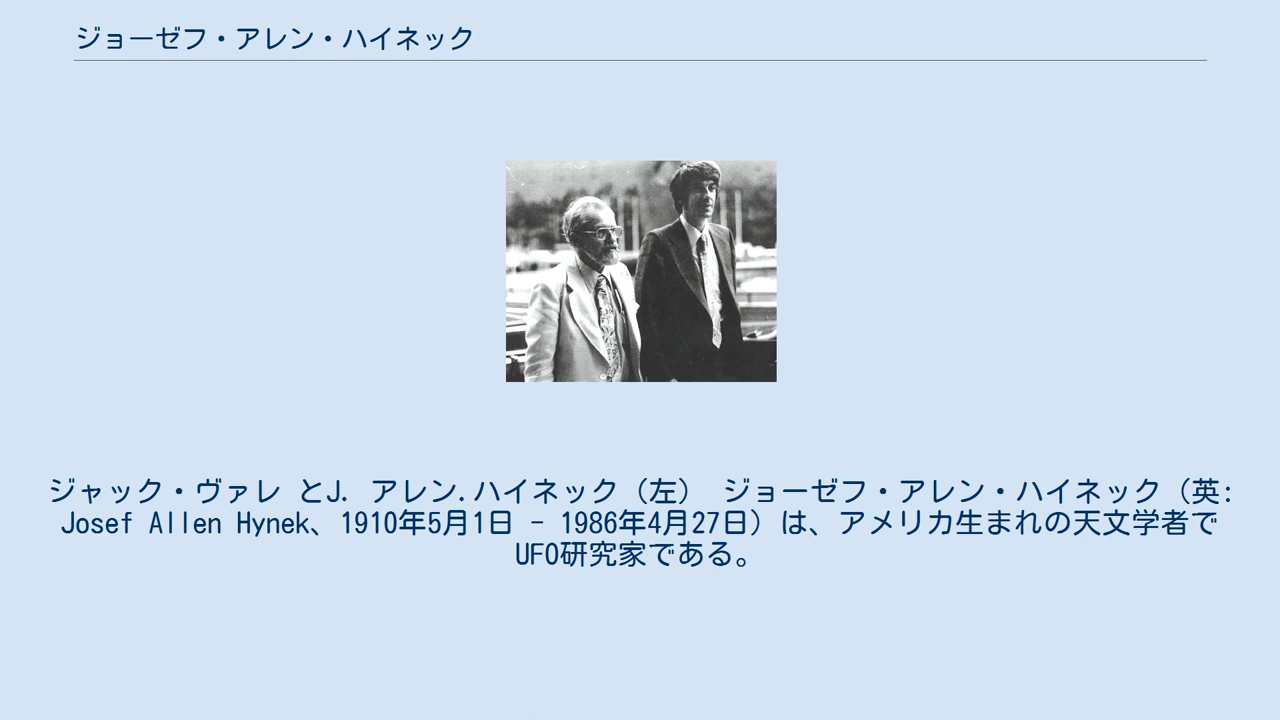 ジョーゼフ・アレン・ハイネック
ジャック・ヴァレ とJ. アレン.ハイネック（左） ジョーゼフ・アレン・ハイネック（英:
Josef Allen Hynek、1910年5月1日 - 1986年4月27日）は、アメリカ生まれの天文学者で
UFO研究家である。